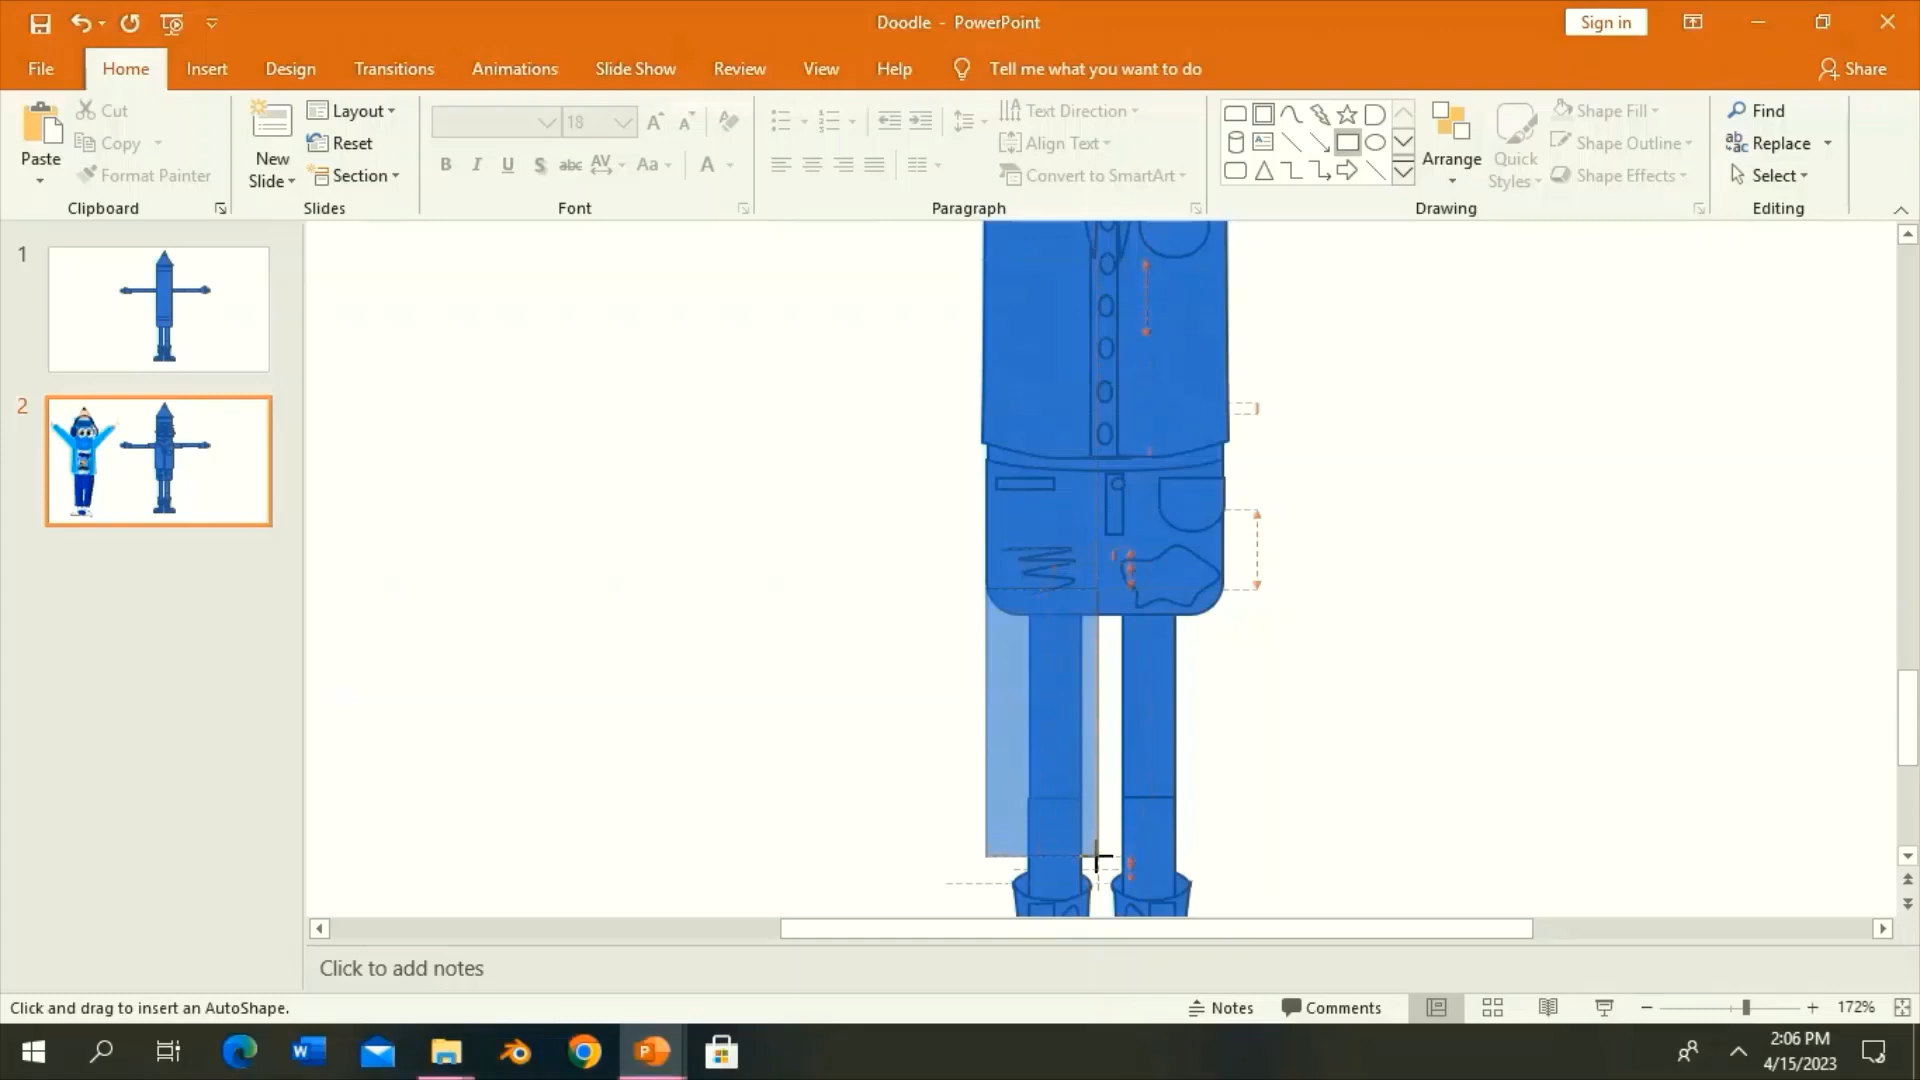 Doodle - PowerPoint
Sign in
File Home Insert Design Transitions Animations Slide Show Review View Help Tell me what you want to do Share
Paste
Cut
Copy
Format Painter
Clipboard
New Slide
Layout
Reset
Section
Slides
18
B I U S abc AV Aa A
Font
Text Direction
Align Text
Convert to SmartArt
Paragraph
Arrange
Quick Styles
Shape Fill
Shape Outline
Shape Effects
Drawing
Find
Replace
Select
Editing
1
2
Click to add notes
Click and drag to insert an AutoShape.
Notes Comments 172%
2:06 PM
4/15/2023